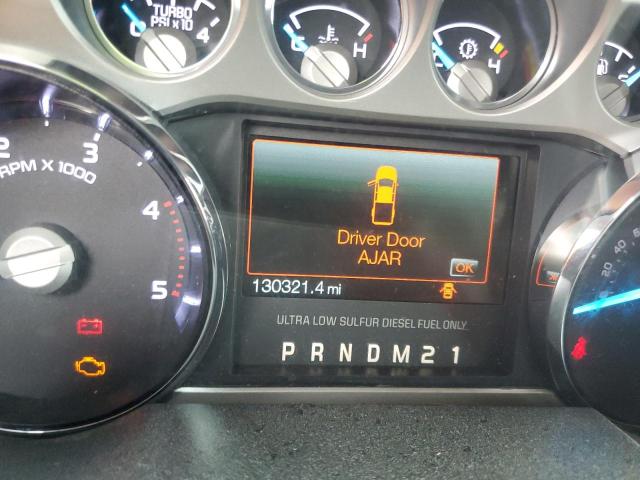 TURBO
PSI x 10
4
H
4
2
3
RPM X 1000
4
5
Driver Door
AJAR
OK
130321.4 mi
ULTRA LOW SULFUR DIESEL FUEL ONLY
P R N D M 2 1
20
40